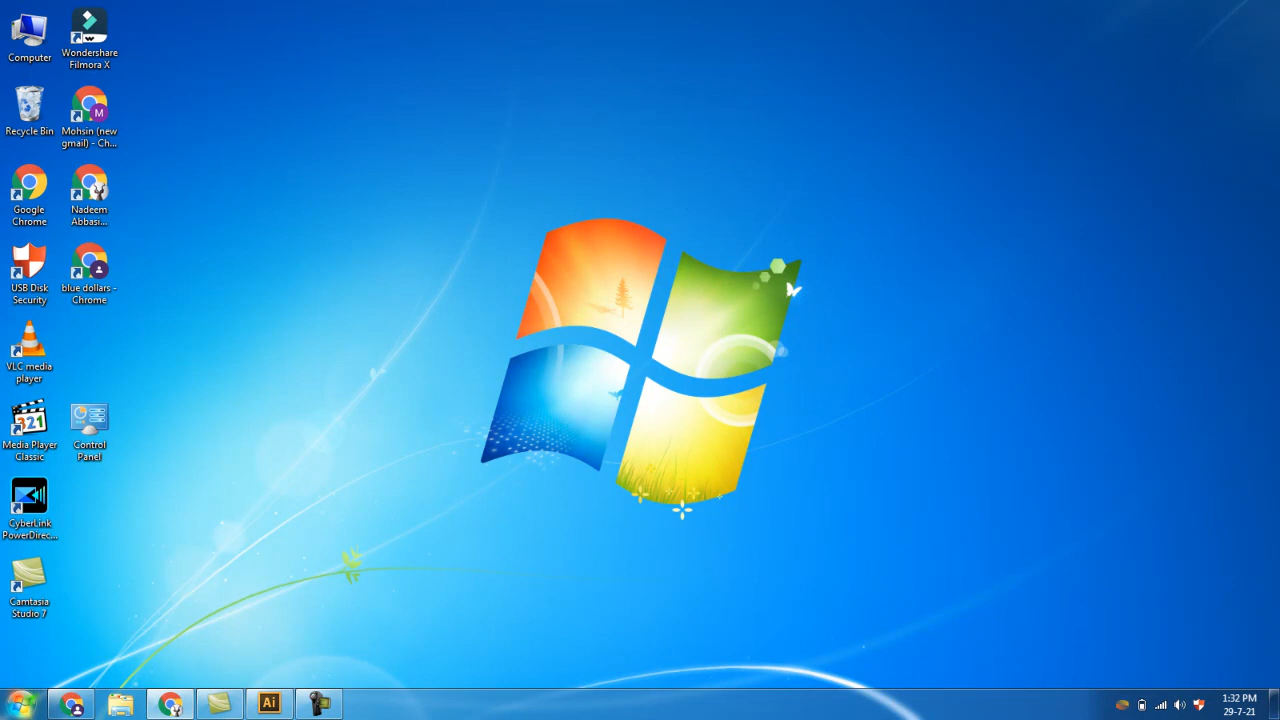 Computer
Wondershare
Filmora X
Recycle Bin
M
Mohsin (new
gmail) - Ch...
Google
Chrome
Nadeem
Abbasi...
USB Disk
Security
blue dollars -
Chrome
VLC media
player
321
Media Player
Classic
Control
Panel
CyberLink
PowerDirec...
Camtasia
Studio 7
Ai
1:32 PM
29-7-21